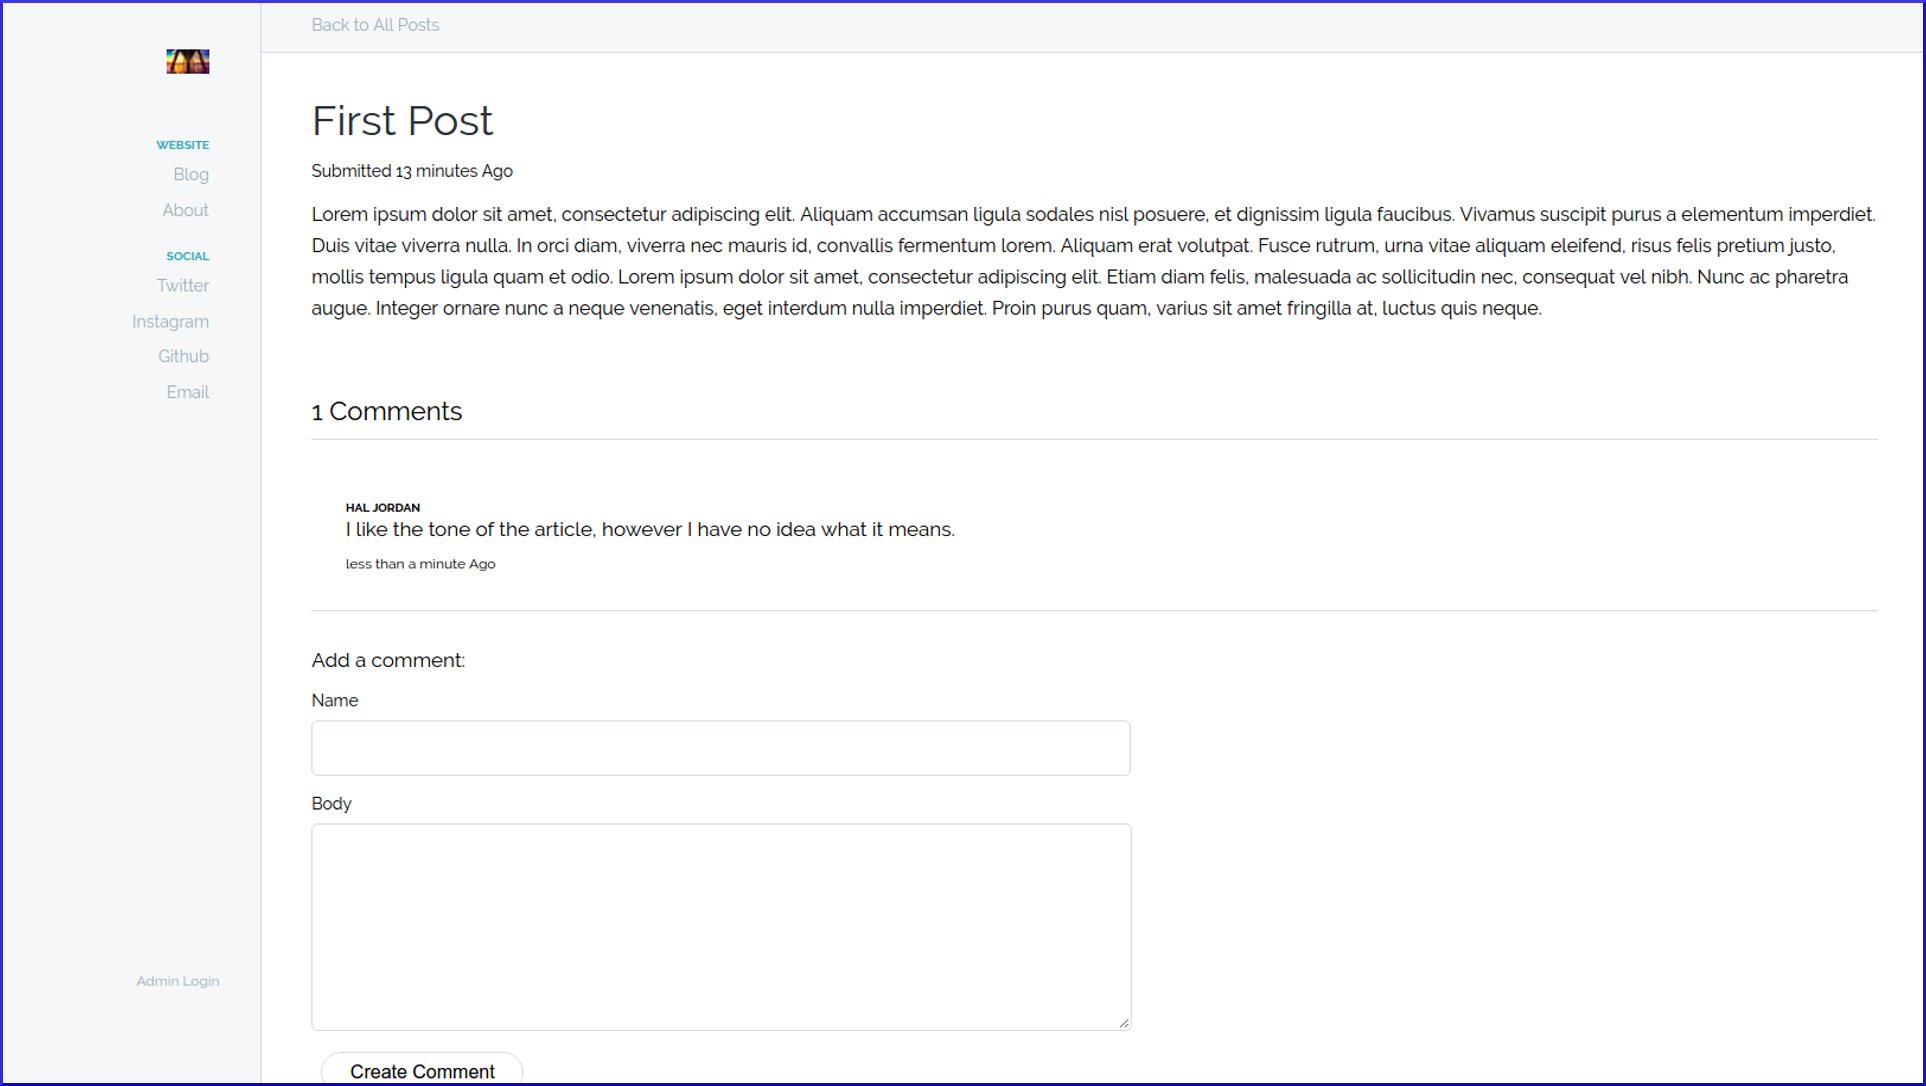 Back to All Posts
WEBSITE
Blog
About
SOCIAL
Twitter
Instagram
Github
Email
Admin Login
First Post
Submitted 13 minutes Ago
Lorem ipsum dolor sit amet, consectetur adipiscing elit. Aliquam accumsan ligula sodales nisl posuere, et dignissim ligula faucibus. Vivamus suscipit purus a elementum imperdiet.
Duis vitae viverra nulla. In orci diam, viverra nec mauris id, convallis fermentum lorem. Aliquam erat volutpat. Fusce rutrum, urna vitae aliquam eleifend, risus felis pretium justo,
mollis tempus ligula quam et odio. Lorem ipsum dolor sit amet, consectetur adipiscing elit. Etiam diam felis, malesuada ac sollicitudin nec, consequat vel nibh. Nunc ac pharetra
augue. Integer ornare nunc a neque venenatis, eget interdum nulla imperdiet. Proin purus quam, varius sit amet fringilla at, luctus quis neque.
1 Comments
HAL JORDAN
I like the tone of the article, however I have no idea what it means.
less than a minute Ago
Add a comment:
Name
Body
Create Comment